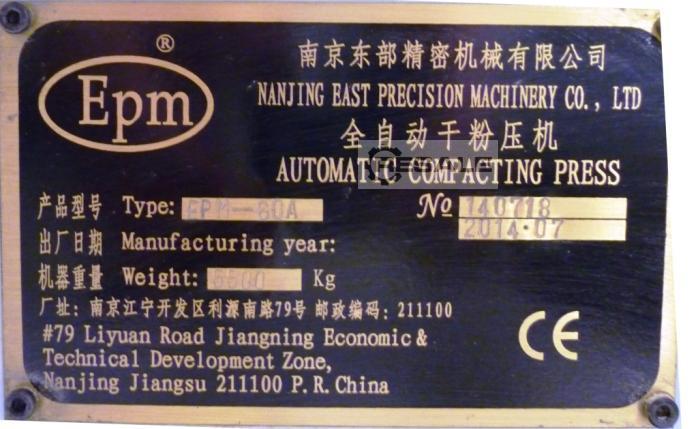 Epm ®
南京东部精密机械有限公司
NANJING EAST PRECISION MACHINERY CO., LTD
全自动干粉压机
AUTOMATIC COMPACTING PRESS
产品型号 Type: EPM-60A № 140718
出厂日期 Manufacturing year: 2014.07
机器重量 Weight: Kg
厂址: 南京江宁开发区利源南路79号 邮政编码: 211100
#79 Liyuan Road Jiangning Economic &
Technical Development Zone,
Nanjing Jiangsu 211100 P. R. China
CE